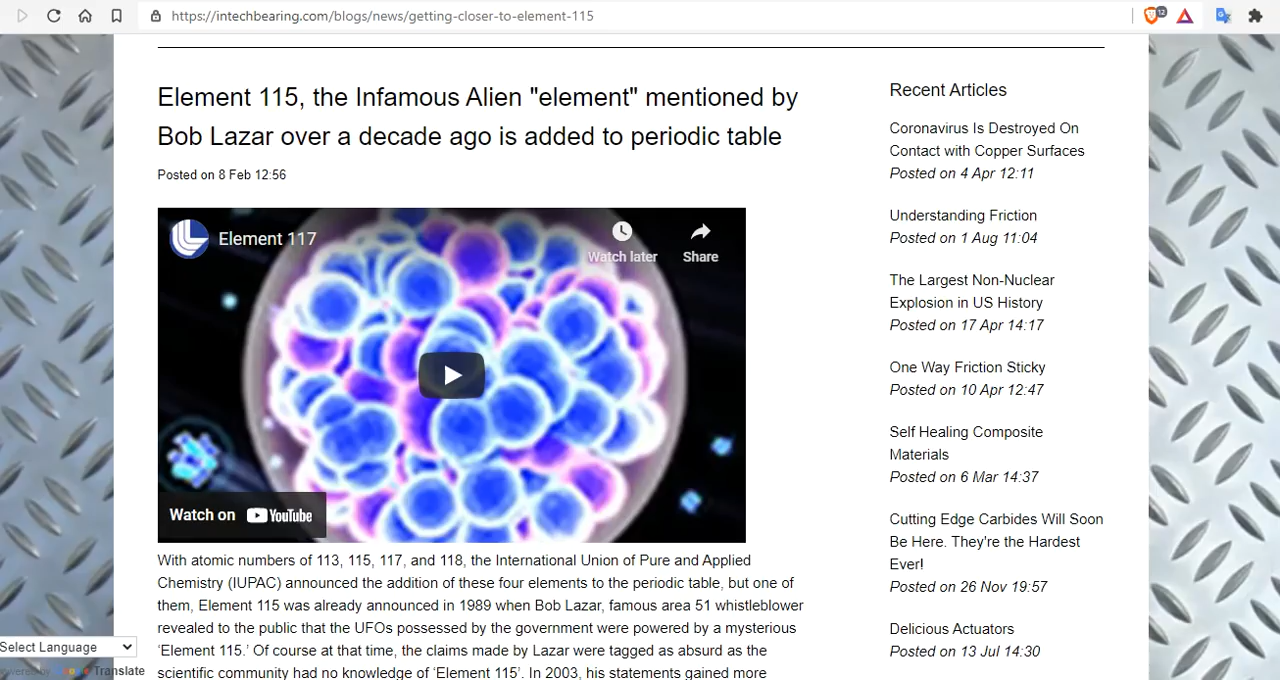 https://intechbearing.com/blogs/news/getting-closer-to-element-115
12
Element 115, the Infamous Alien "element" mentioned by
Bob Lazar over a decade ago is added to periodic table
Posted on 8 Feb 12:56
Element 117
Watch later
Share
Watch on YouTube
With atomic numbers of 113, 115, 117, and 118, the International Union of Pure and Applied
Chemistry (IUPAC) announced the addition of these four elements to the periodic table, but one of
them, Element 115 was already announced in 1989 when Bob Lazar, famous area 51 whistleblower
revealed to the public that the UFOs possessed by the government were powered by a mysterious
‘Element 115.’ Of course at that time, the claims made by Lazar were tagged as absurd as the
scientific community had no knowledge of ‘Element 115’. In 2003, his statements gained more
Recent Articles
Coronavirus Is Destroyed On
Contact with Copper Surfaces
Posted on 4 Apr 12:11
Understanding Friction
Posted on 1 Aug 11:04
The Largest Non-Nuclear
Explosion in US History
Posted on 17 Apr 14:17
One Way Friction Sticky
Posted on 10 Apr 12:47
Self Healing Composite
Materials
Posted on 6 Mar 14:37
Cutting Edge Carbides Will Soon
Be Here. They're the Hardest
Ever!
Posted on 26 Nov 19:57
Delicious Actuators
Posted on 13 Jul 14:30
Select Language
Powered by Google Translate